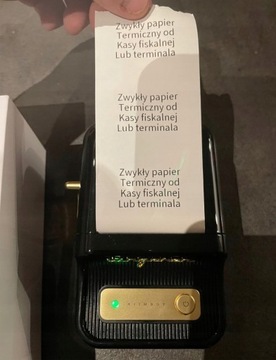 Zwykły papier
Termiczny od
Kasy fiskalnej
Lub terminala
Zwykły papier
Termiczny od
Kasy fiskalnej
Lub terminala
Zwykły papier
Termiczny od
Kasy fiskalnej
Lub terminala